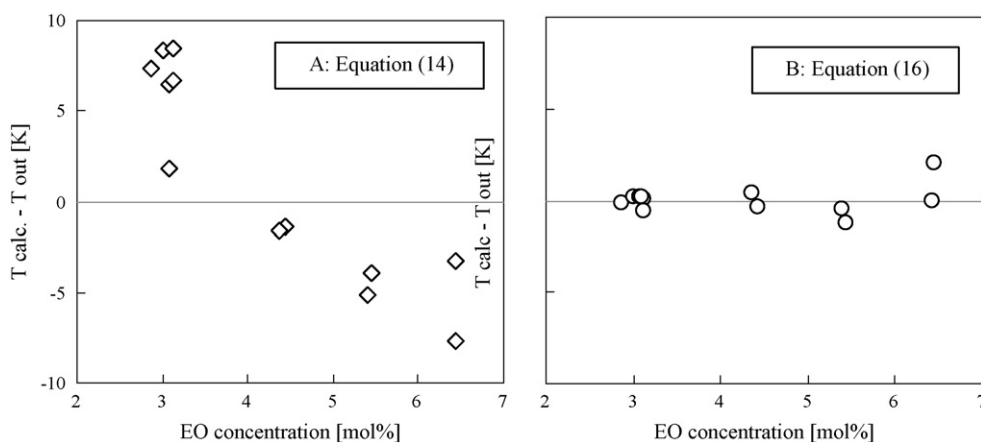 10
5
0
-5
-10
T calc. - T out [K]
A: Equation (14)
2 3 4 5 6 7
EO concentration [mol%]
T calc - T out [K]
B: Equation (16)
2 3 4 5 6 7
EO concentration [mol%]